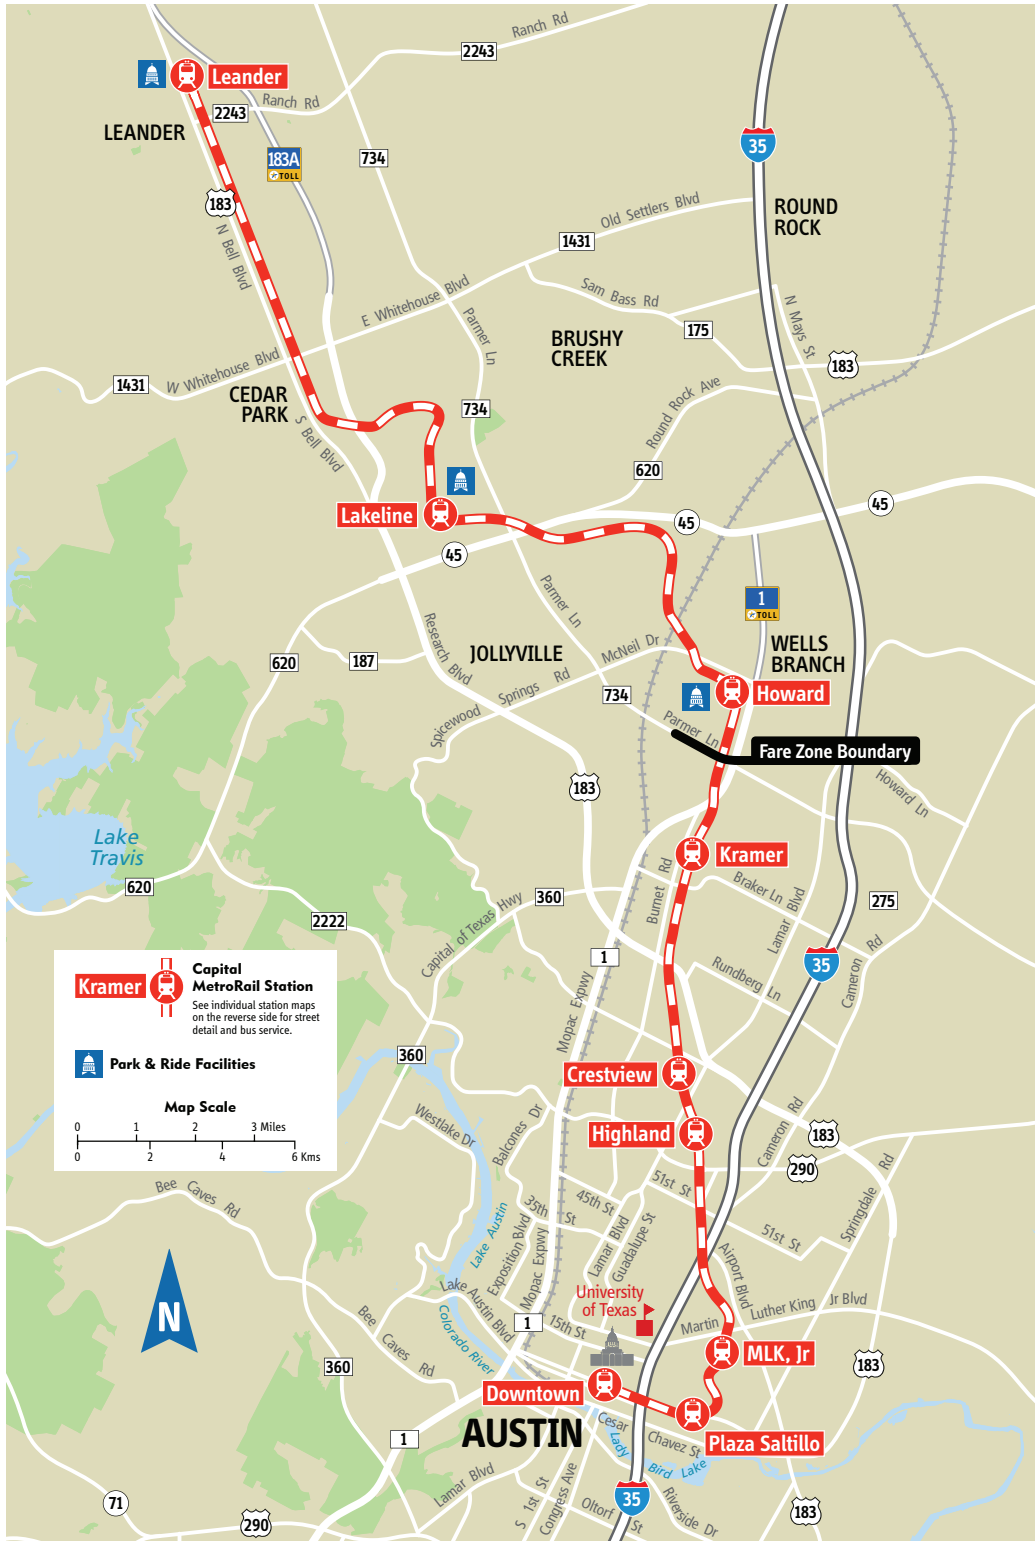 Ranch Rd
2243
Leander
Ranch Rd
2243
LEANDER
183A
TOLL
734
35
183
Old Settlers Blvd
ROUND
ROCK
1431
N Bell Blvd
E Whitehouse Blvd
Sam Bass Rd
N Mays St
Parmer Ln
175
BRUSHY
CREEK
183
W Whitehouse Blvd
1431
CEDAR
PARK
Round Rock Ave
734
S Bell Blvd
620
Lakeline
45
45
45
Parmer Ln
1
TOLL
Research Blvd
JOLLYVILLE
McNeil Dr
WELLS
BRANCH
620
187
Spicewood Springs Rd
734
Howard
Parmer Ln
Fare Zone Boundary
183
Howard Ln
Lake
Travis
Kramer
620
Burnet Rd
Braker Ln
Lamar Blvd
360
275
Capital of Texas Hwy
2222
1
35
Rundberg Ln
Cameron Rd
Mopac Expwy
Kramer
Capital
MetroRail Station
See individual station maps
on the reverse side for street
detail and bus service.
Park & Ride Facilities
Map Scale
0 1 2 3 Miles
0 2 4 6 Kms
360
Crestview
Westlake Dr
Balcones Dr
Highland
Cameron Rd
183
290
Springdale Rd
Bee Caves Rd
51st St
45th St
35th St
Lake Austin
Exposition Blvd
Mopac Expwy
Lamar Blvd
Guadalupe St
51st St
Airport Blvd
N
Lake Austin Blvd
University
of Texas
Colorado River
1
15th St
Martin Luther King Jr Blvd
Bee Caves Rd
MLK, Jr
360
183
Downtown
AUSTIN
Cesar Chavez St
Plaza Saltillo
1
Lady Bird Lake
Lamar Blvd
S 1st St
Congress Ave
Oltorf St
35
Riverside Dr
71
290
183